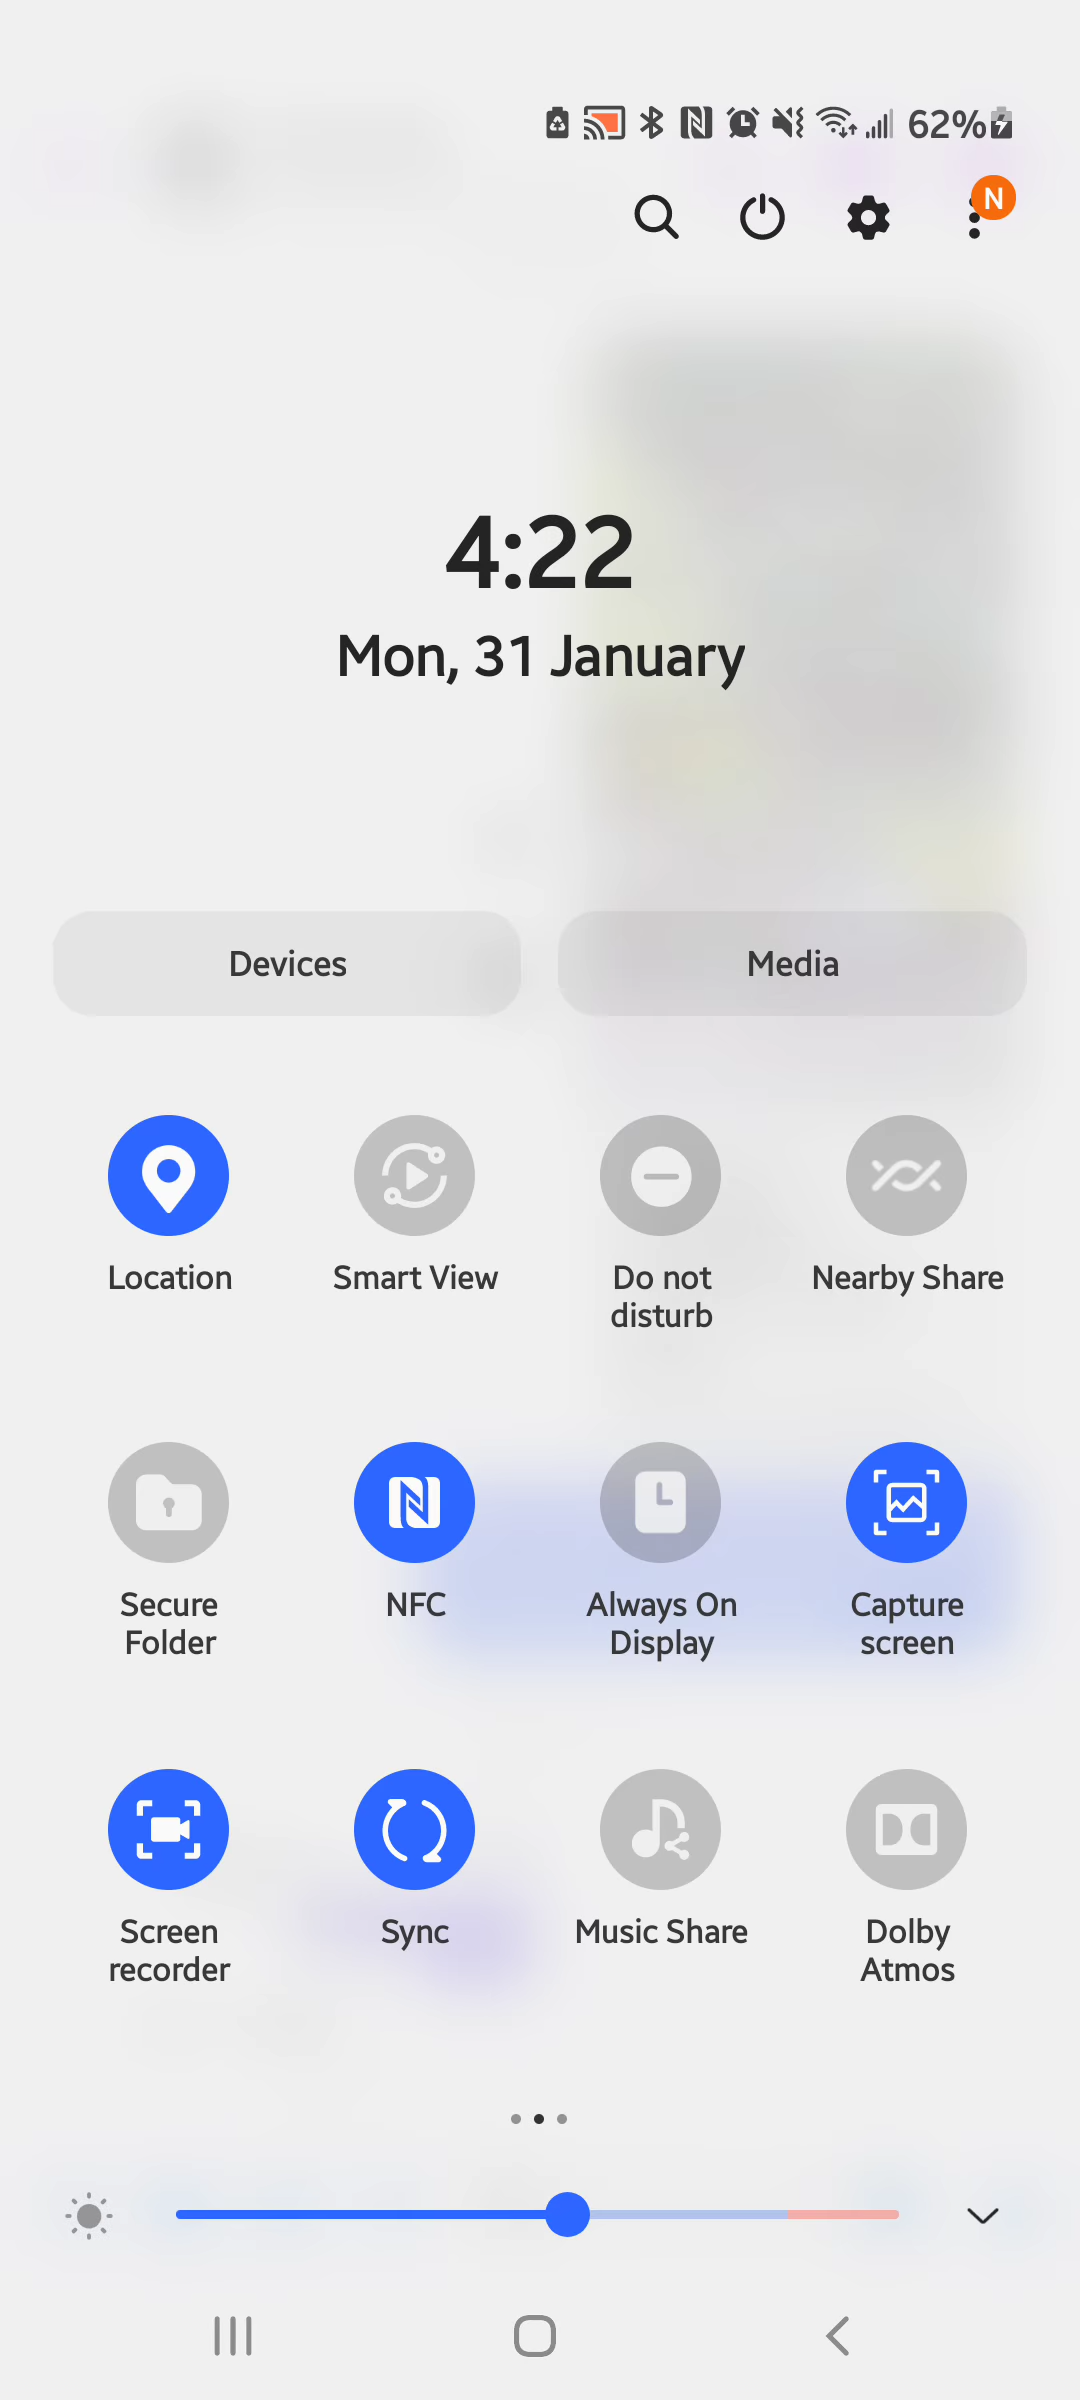 62%
N
4:22
Mon, 31 January
Devices
Media
Location
Smart View
Do not
disturb
Nearby Share
Secure
Folder
NFC
Always On
Display
Capture
screen
Screen
recorder
Sync
Music Share
Dolby
Atmos